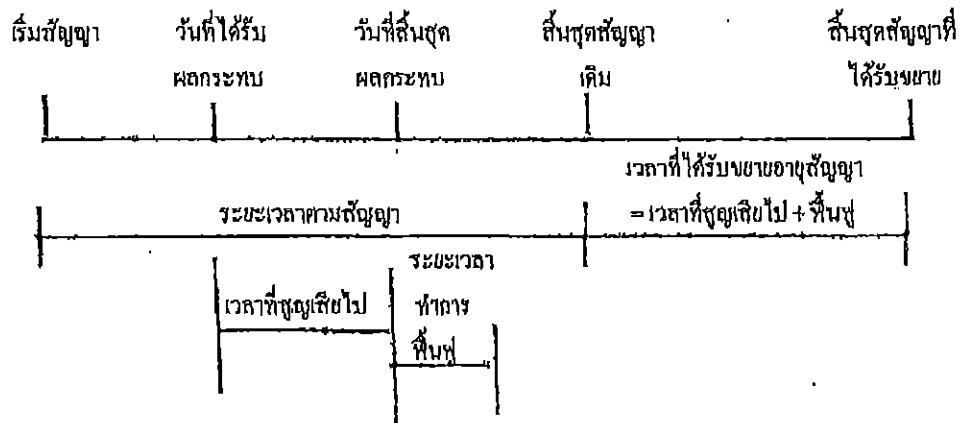 เริ่มสัญญา วันที่ได้รับ วันที่สิ้นสุด สิ้นสุดสัญญา สิ้นสุดสัญญาที่
ผลกระทบ ผลกระทบ เดิม ได้รับขยาย
เวลาที่ได้รับขยายอายุสัญญา
ระยะเวลาตามสัญญา =เวลาที่สูญเสียไป + ฟื้นฟู
ระยะเวลา
เวลาที่สูญเสียไป ทำการ
ฟื้นฟู